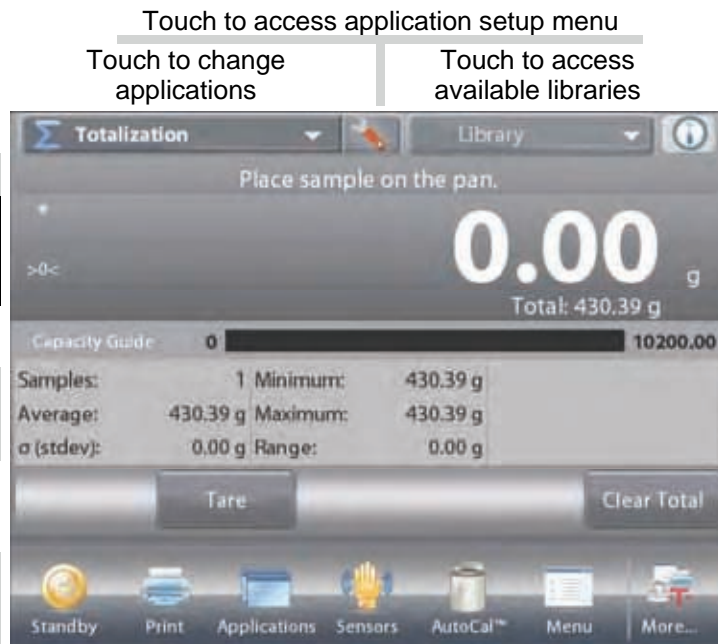 Touch to access application setup menu
Touch to change
applications
Touch to access
available libraries
Totalization
Library
Place sample on the pan.
*
>0<
0.00 g
Total: 430.39 g
Capacity Guide 0 10200.00
Samples: 1 Minimum: 430.39 g
Average: 430.39 g Maximum: 430.39 g
σ (stdev): 0.00 g Range: 0.00 g
Tare
Clear Total
Standby Print Applications Sensors AutoCal™ Menu More...